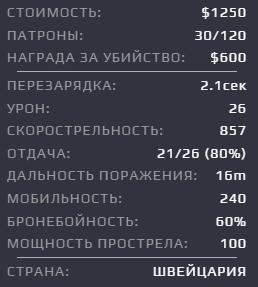 СТОИМОСТЬ: $1250
ПАТРОНЫ: 30/120
НАГРАДА ЗА УБИЙСТВО: $600
ПЕРЕЗАРЯДКА: 2.1сек
УРОН: 26
СКОРОСТРЕЛЬНОСТЬ: 857
ОТДАЧА: 21/26 (80%)
ДАЛЬНОСТЬ ПОРАЖЕНИЯ: 16m
МОБИЛЬНОСТЬ: 240
БРОНЕБОЙНОСТЬ: 60%
МОЩНОСТЬ ПРОСТРЕЛА: 100
СТРАНА: ШВЕЙЦАРИЯ